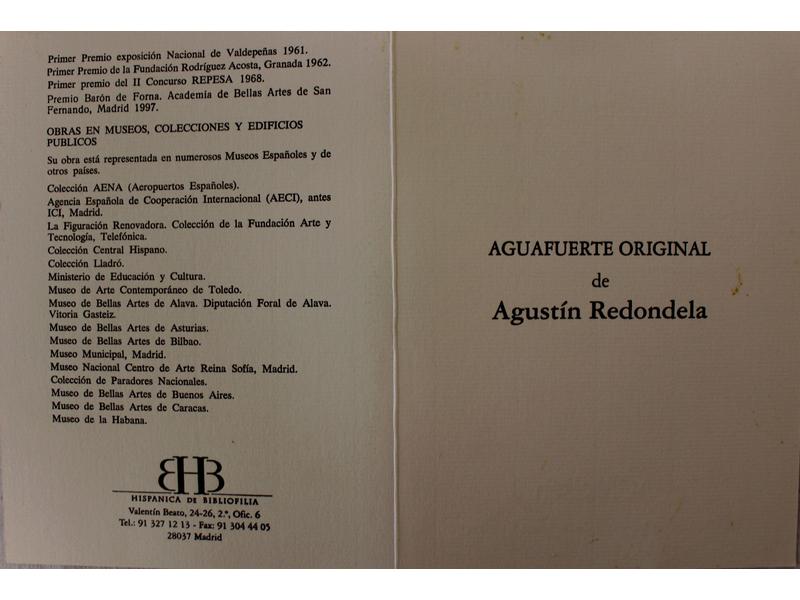 Primer Premio exposición Nacional de Valdepeñas 1961.
Primer Premio de la Fundación Rodríguez Acosta, Granada 1962.
Primer premio del II Concurso REPESA 1968.
Premio Barón de Forna. Academia de Bellas Artes de San
Fernando, Madrid 1997.
OBRAS EN MUSEOS, COLECCIONES Y EDIFICIOS
PUBLICOS
Su obra está representada en numerosos Museos Españoles y de
otros países.
Colección AENA (Aeropuertos Españoles).
Agencia Española de Cooperación Internacional (AECI), antes
ICI, Madrid.
La Figuración Renovadora. Colección de la Fundación Arte y
Tecnología, Telefónica.
Colección Central Hispano.
Colección Lladró.
Ministerio de Educación y Cultura.
Museo de Arte Contemporáneo de Toledo.
Museo de Bellas Artes de Alava. Diputación Foral de Alava.
Vitoria Gasteiz.
Museo de Bellas Artes de Asturias.
Museo de Bellas Artes de Bilbao.
Museo Municipal, Madrid.
Museo Nacional Centro de Arte Reina Sofía, Madrid.
Colección de Paradores Nacionales.
Museo de Bellas Artes de Buenos Aires.
Museo de Bellas Artes de Caracas.
Museo de la Habana.
HISPANICA DE BIBLIOFILIA
Valentín Beato, 24-26, 2.ª, Ofic. 6
Tel.: 91 327 12 13 - Fax: 91 304 44 05
28037 Madrid
AGUAFUERTE ORIGINAL
de
Agustín Redondela